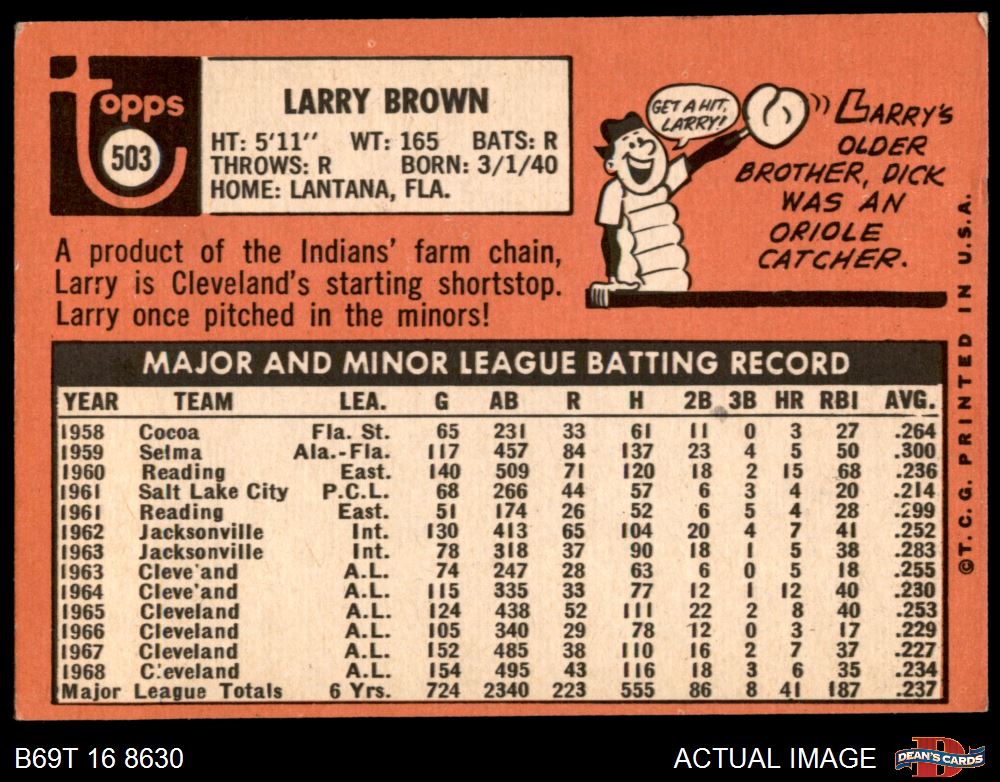 Topps
503
LARRY BROWN
HT: 5'11" WT: 165 BATS: R
THROWS: R BORN: 3/1/40
HOME: LANTANA, FLA.
A product of the Indians' farm chain,
Larry is Cleveland's starting shortstop.
Larry once pitched in the minors!
GET A HIT,
LARRY!
LARRY'S
OLDER
BROTHER, DICK
WAS AN
ORIOLE
CATCHER.
MAJOR AND MINOR LEAGUE BATTING RECORD
YEAR TEAM LEA. G AB R H 2B 3B HR RBI AVG.
1958 Cocoa Fla. St. 65 231 33 61 11 0 3 27 .264
1959 Selma Ala.-Fla. 117 457 84 137 23 4 5 50 .300
1960 Reading East. 140 509 71 120 18 2 15 68 .236
1961 Salt Lake City P.C.L. 68 266 44 57 6 3 4 20 .214
1961 Reading East. 51 174 26 52 6 5 4 28 .299
1962 Jacksonville Int. 130 413 65 104 20 4 7 41 .252
1963 Jacksonville Int. 78 318 37 90 18 1 5 38 .283
1963 Cleve'and A.L. 74 247 28 63 6 0 5 18 .255
1964 Cleve'and A.L. 115 335 33 77 12 1 12 40 .230
1965 Cleveland A.L. 124 438 52 111 22 2 8 40 .253
1966 Cleveland A.L. 105 340 29 78 12 0 3 17 .229
1967 Cleveland A.L. 152 485 38 110 16 2 7 37 .227
1968 C'eveland A.L. 154 495 43 116 18 3 6 35 .234
Major League Totals 6 Yrs. 724 2340 223 555 86 8 41 187 .237
©T. C. G. PRINTED IN U.S.A.
B69T 16 8630
ACTUAL IMAGE
D
DEAN'S CARDS